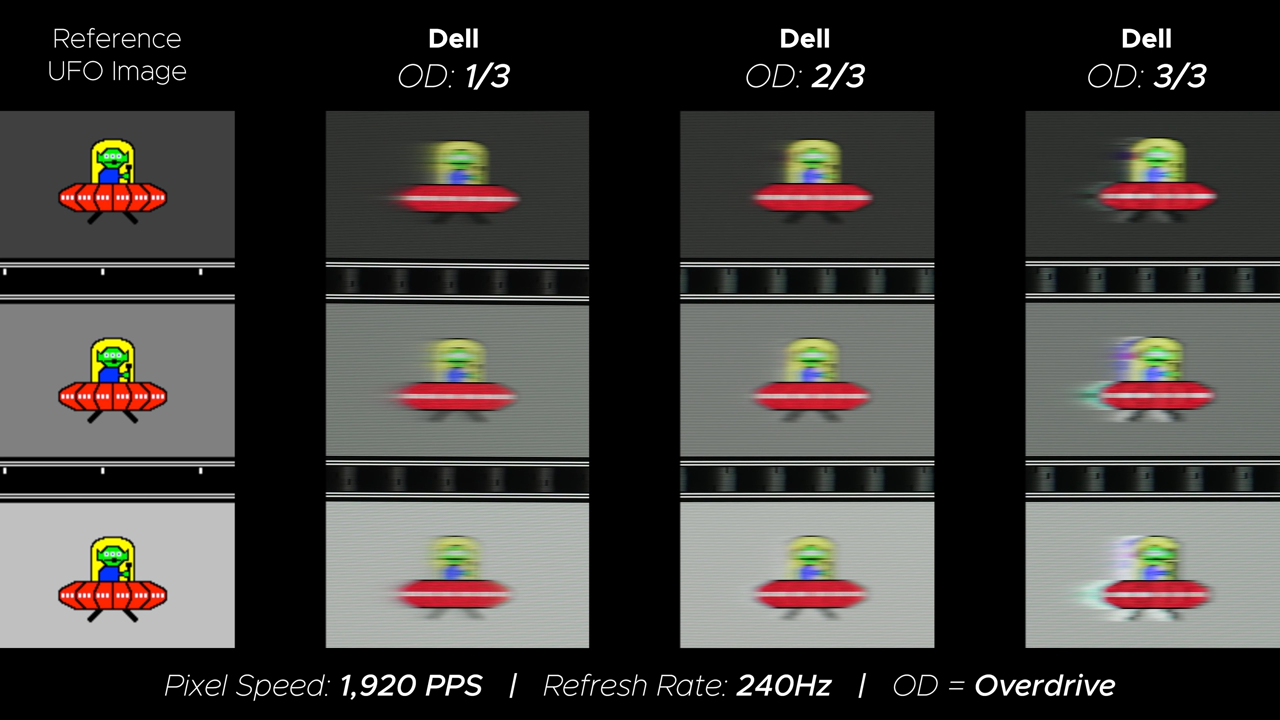 Reference
UFO Image
Dell
OD: 1/3
Dell
OD: 2/3
Dell
OD: 3/3
Pixel Speed: 1,920 PPS | Refresh Rate: 240Hz | OD = Overdrive